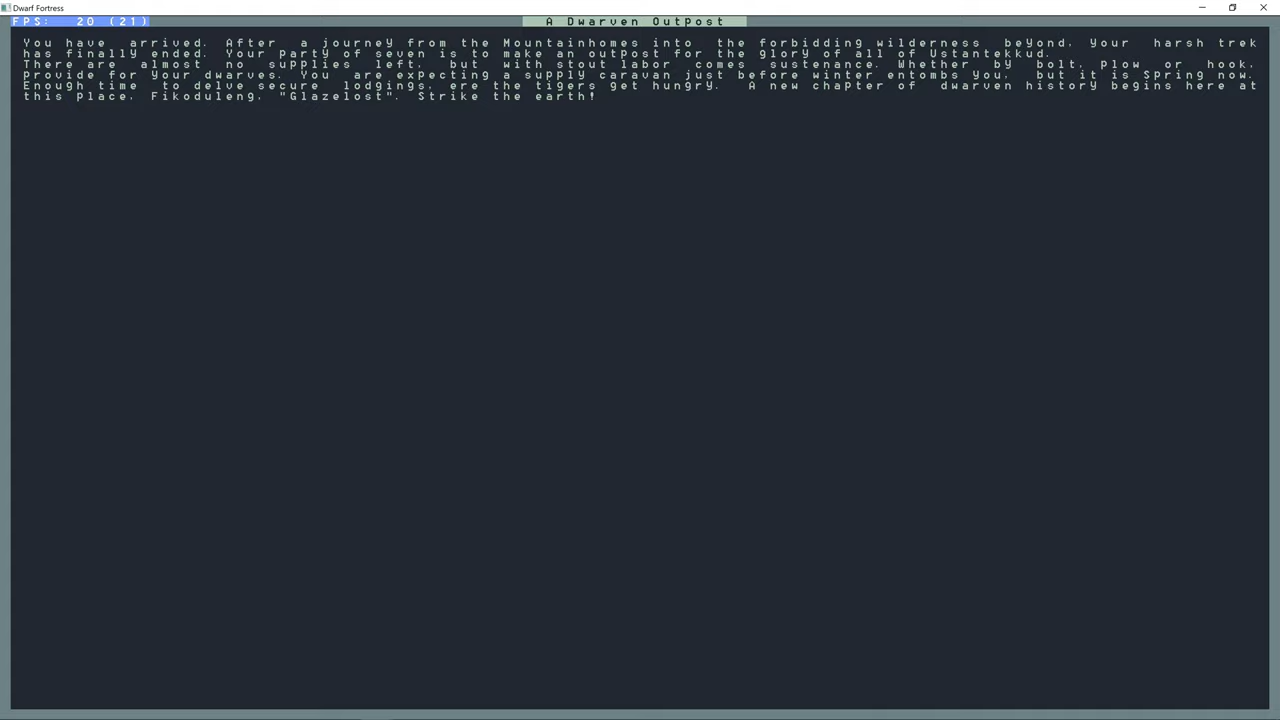 Dwarf Fortress
FPS: 20 (21)
A Dwarven Outpost
You have arrived. After a journey from the Mountainhomes into the forbidding wilderness beyond, your harsh trek
has finally ended. Your party of seven is to make an outpost for the glory of all of Ustantekkud.
There are almost no supplies left, but with stout labor comes sustenance. Whether by bolt, plow or hook,
provide for your dwarves. You are expecting a supply caravan just before winter entombs you, but it is Spring now.
Enough time to delve secure lodgings, ere the tigers get hungry. A new chapter of dwarven history begins here at
this place, Fikoduleng, "Glazelost". Strike the earth!